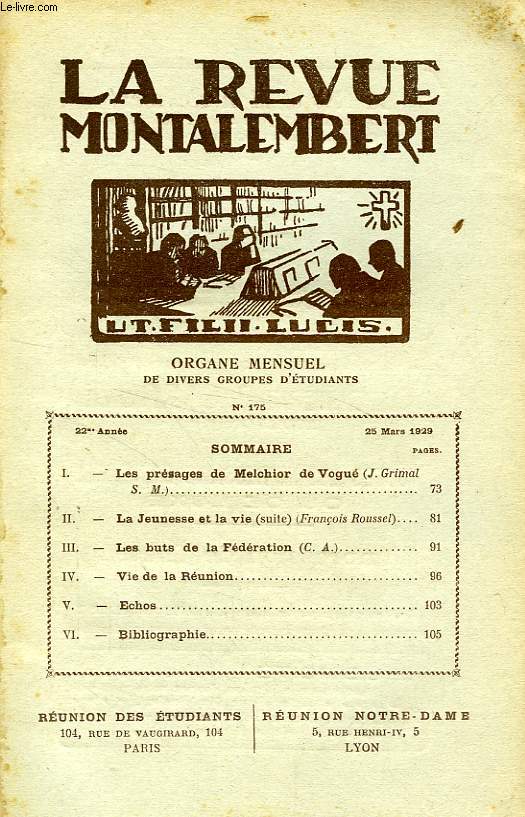 Le-livre.com
LA REVUE
MONTALEMBERT
UT·FILII·LUCIS·
ORGANE MENSUEL
DE DIVERS GROUPES D'ÉTUDIANTS
N° 175
22me Année 25 Mars 1929
SOMMAIRE PAGES.
I. — Les présages de Melchior de Vogué (J. Grimal
S. M.)........................................ 73
II. — La Jeunesse et la vie (suite) (François Roussel).... 81
III. — Les buts de la Fédération (C. A.)............. 91
IV. — Vie de la Réunion.............................. 96
V. — Echos.......................................... 103
VI. — Bibliographie.................................. 105
RÉUNION DES ÉTUDIANTS
104, RUE DE VAUGIRARD, 104
PARIS
RÉUNION NOTRE-DAME
5, RUE HENRI-IV, 5
LYON